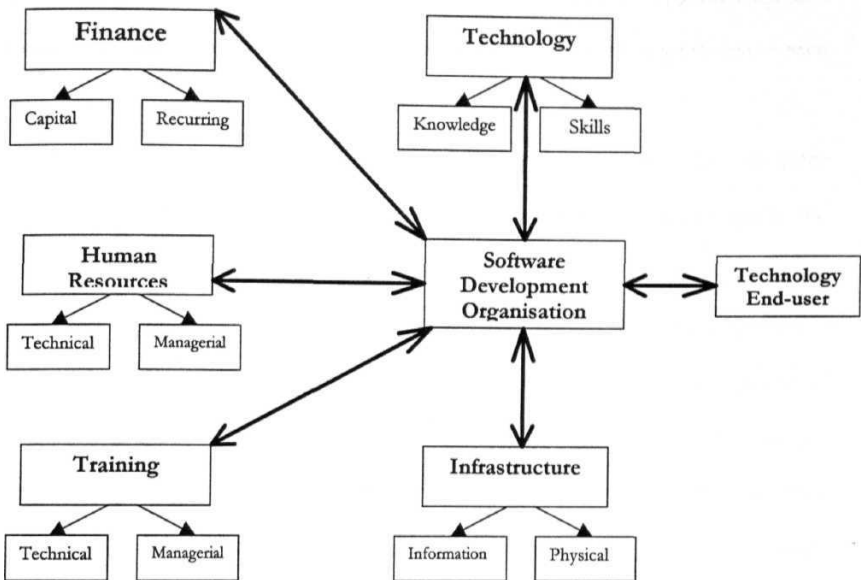 Finance
Capital
Recurring
Technology
Knowledge
Skills
Human
Resources
Technical
Managerial
Software
Development
Organisation
Technology
End-user
Training
Technical
Managerial
Infrastructure
Information
Physical